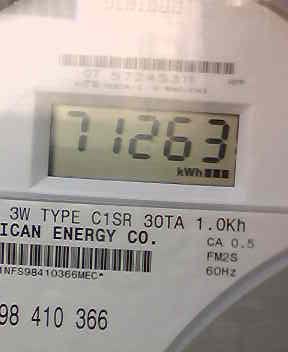 71263
kWh
3W TYPE C1SR 30TA 1.0Kh
ICAN ENERGY CO.
CA 0.5
FM2S
60Hz
1NFS98410366MEC*
98 410 366